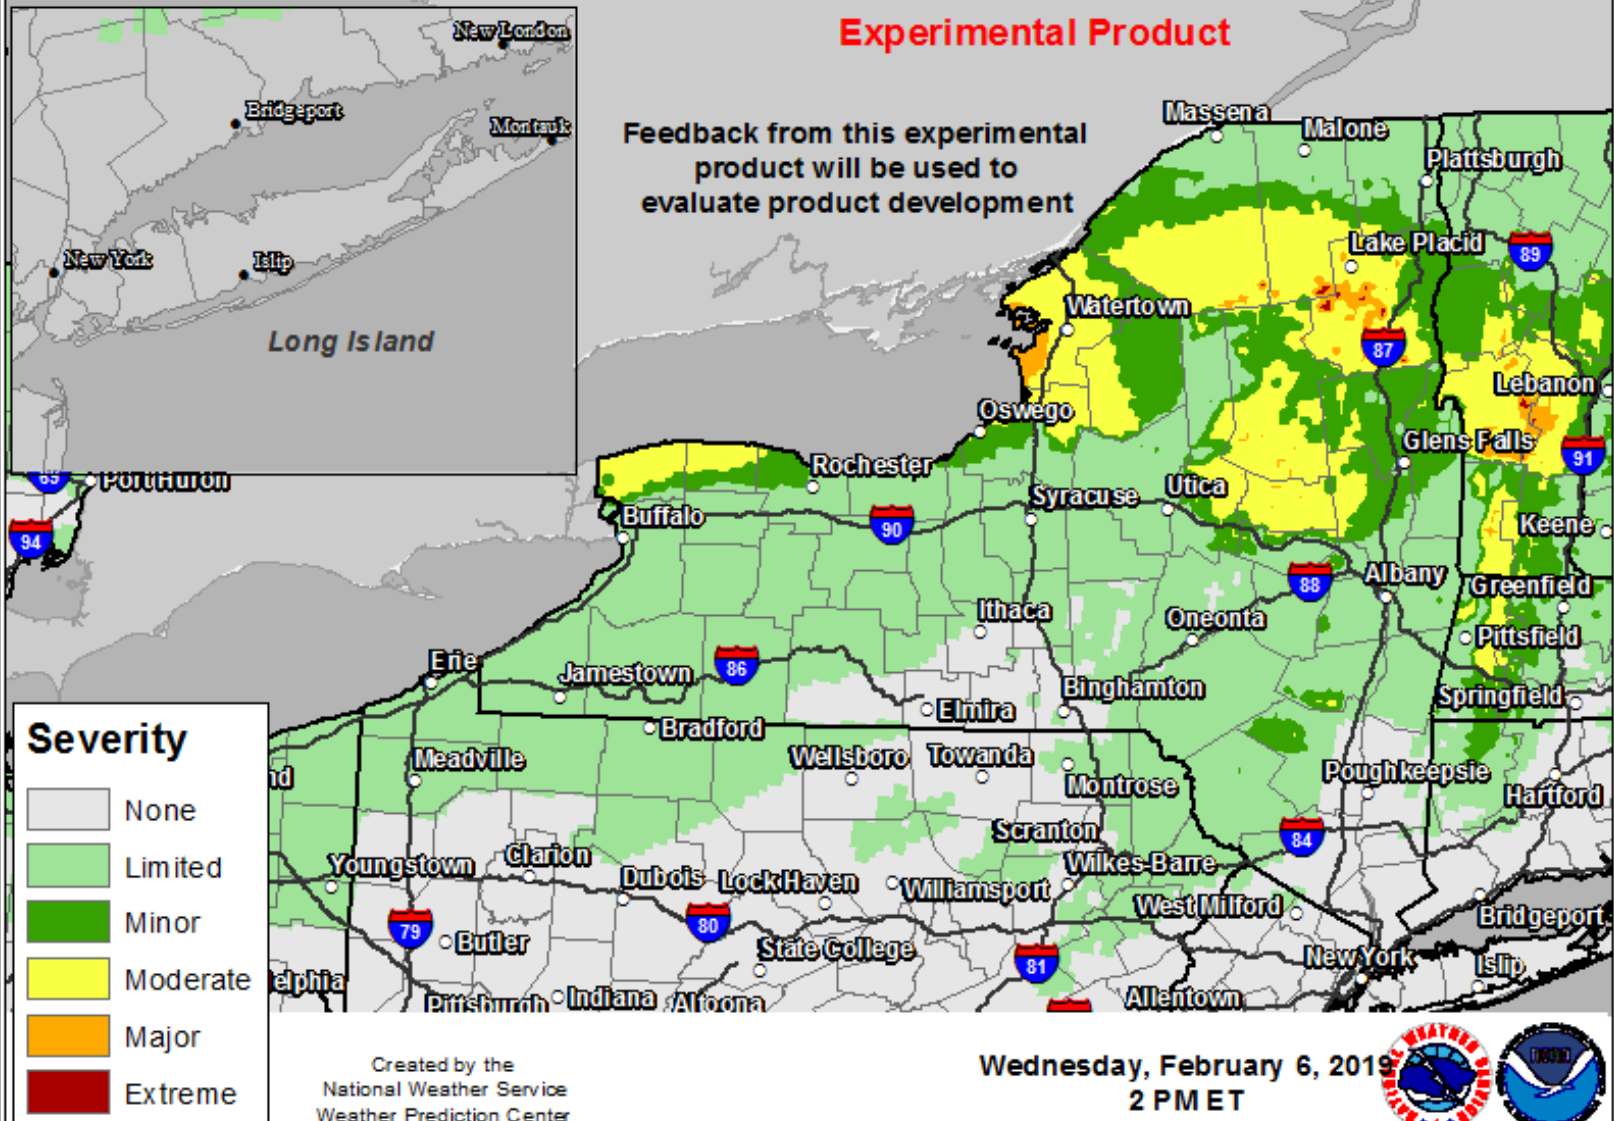 Experimental Product
Feedback from this experimental
product will be used to
evaluate product development
New London
Bridgeport
Montauk
New York
Islip
Long Island
Massena
Malone
Plattsburgh
Lake Placid
89
Watertown
87
Lebanon
Oswego
Glens Falls
91
Rochester
Port Huron
69
94
Buffalo
90
Syracuse
Utica
Keene
88
Albany
Greenfield
Ithaca
Oneonta
Pittsfield
Erie
Jamestown
86
Binghamton
Springfield
Elmira
Bradford
Meadville
Wellsboro
Towanda
Montrose
Poughkeepsie
Hartford
Scranton
84
Youngstown
Clarion
Dubois
Lock Haven
Williamsport
Wilkes-Barre
West Milford
Bridgeport
79
Butler
80
State College
81
New York
Islip
elphia
Pittsburgh
Indiana
Altoona
Allentown
nd
Severity
None
Limited
Minor
Moderate
Major
Extreme
Created by the
National Weather Service
Weather Prediction Center
Wednesday, February 6, 2019
2 PM ET